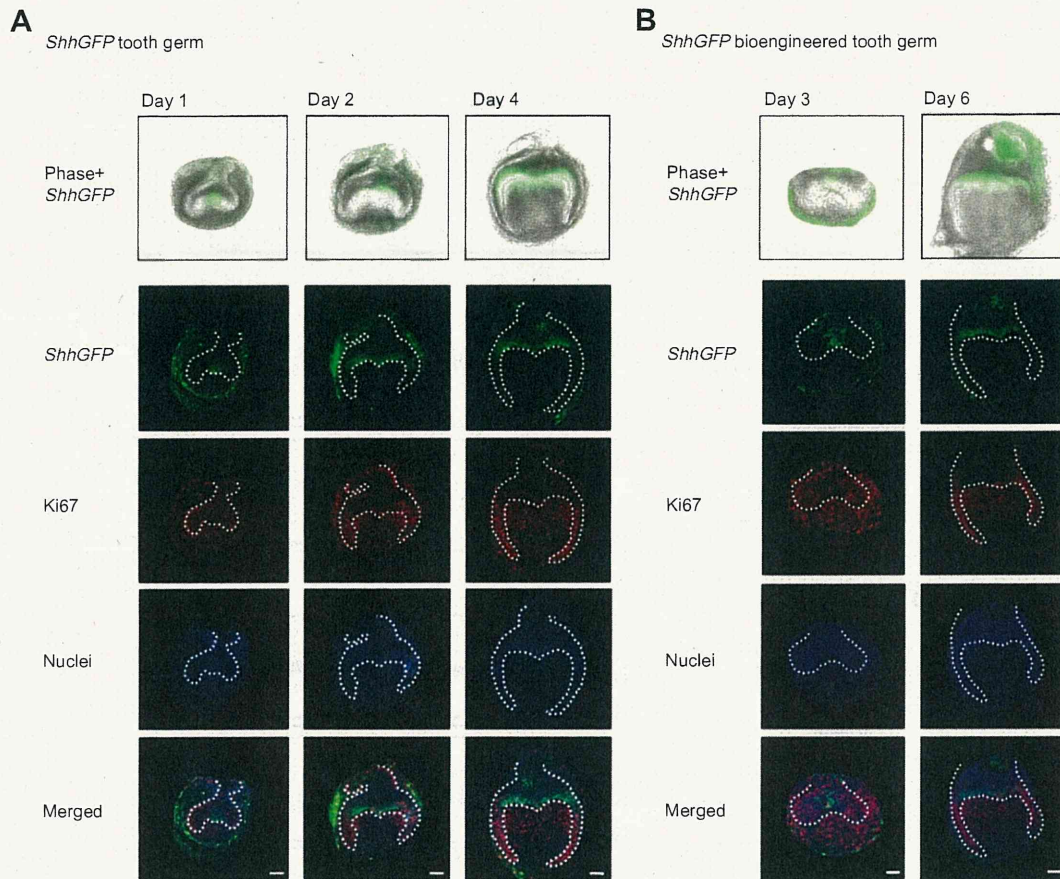 A
ShhGFP tooth germ
Day 1
Day 2
Day 4
Phase+
ShhGFP
ShhGFP
Ki67
Nuclei
Merged
B
ShhGFP bioengineered tooth germ
Day 3
Day 6
Phase+
ShhGFP
ShhGFP
Ki67
Nuclei
Merged